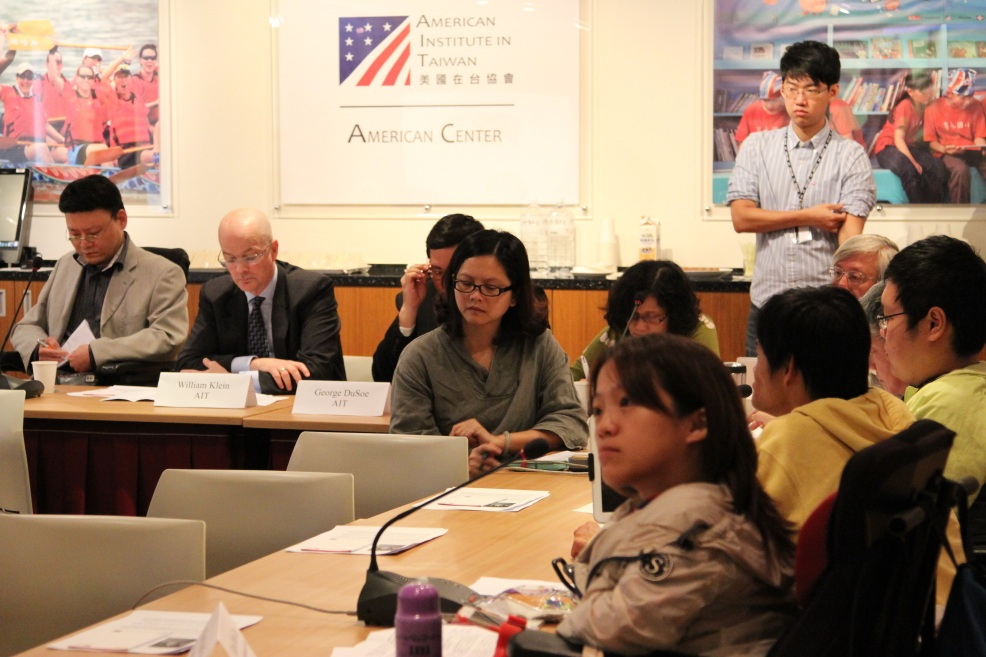 AMERICAN
INSTITUTE IN
TAIWAN
美國在台協會
AMERICAN CENTER
William Klein
AIT
George DuSoe
AIT